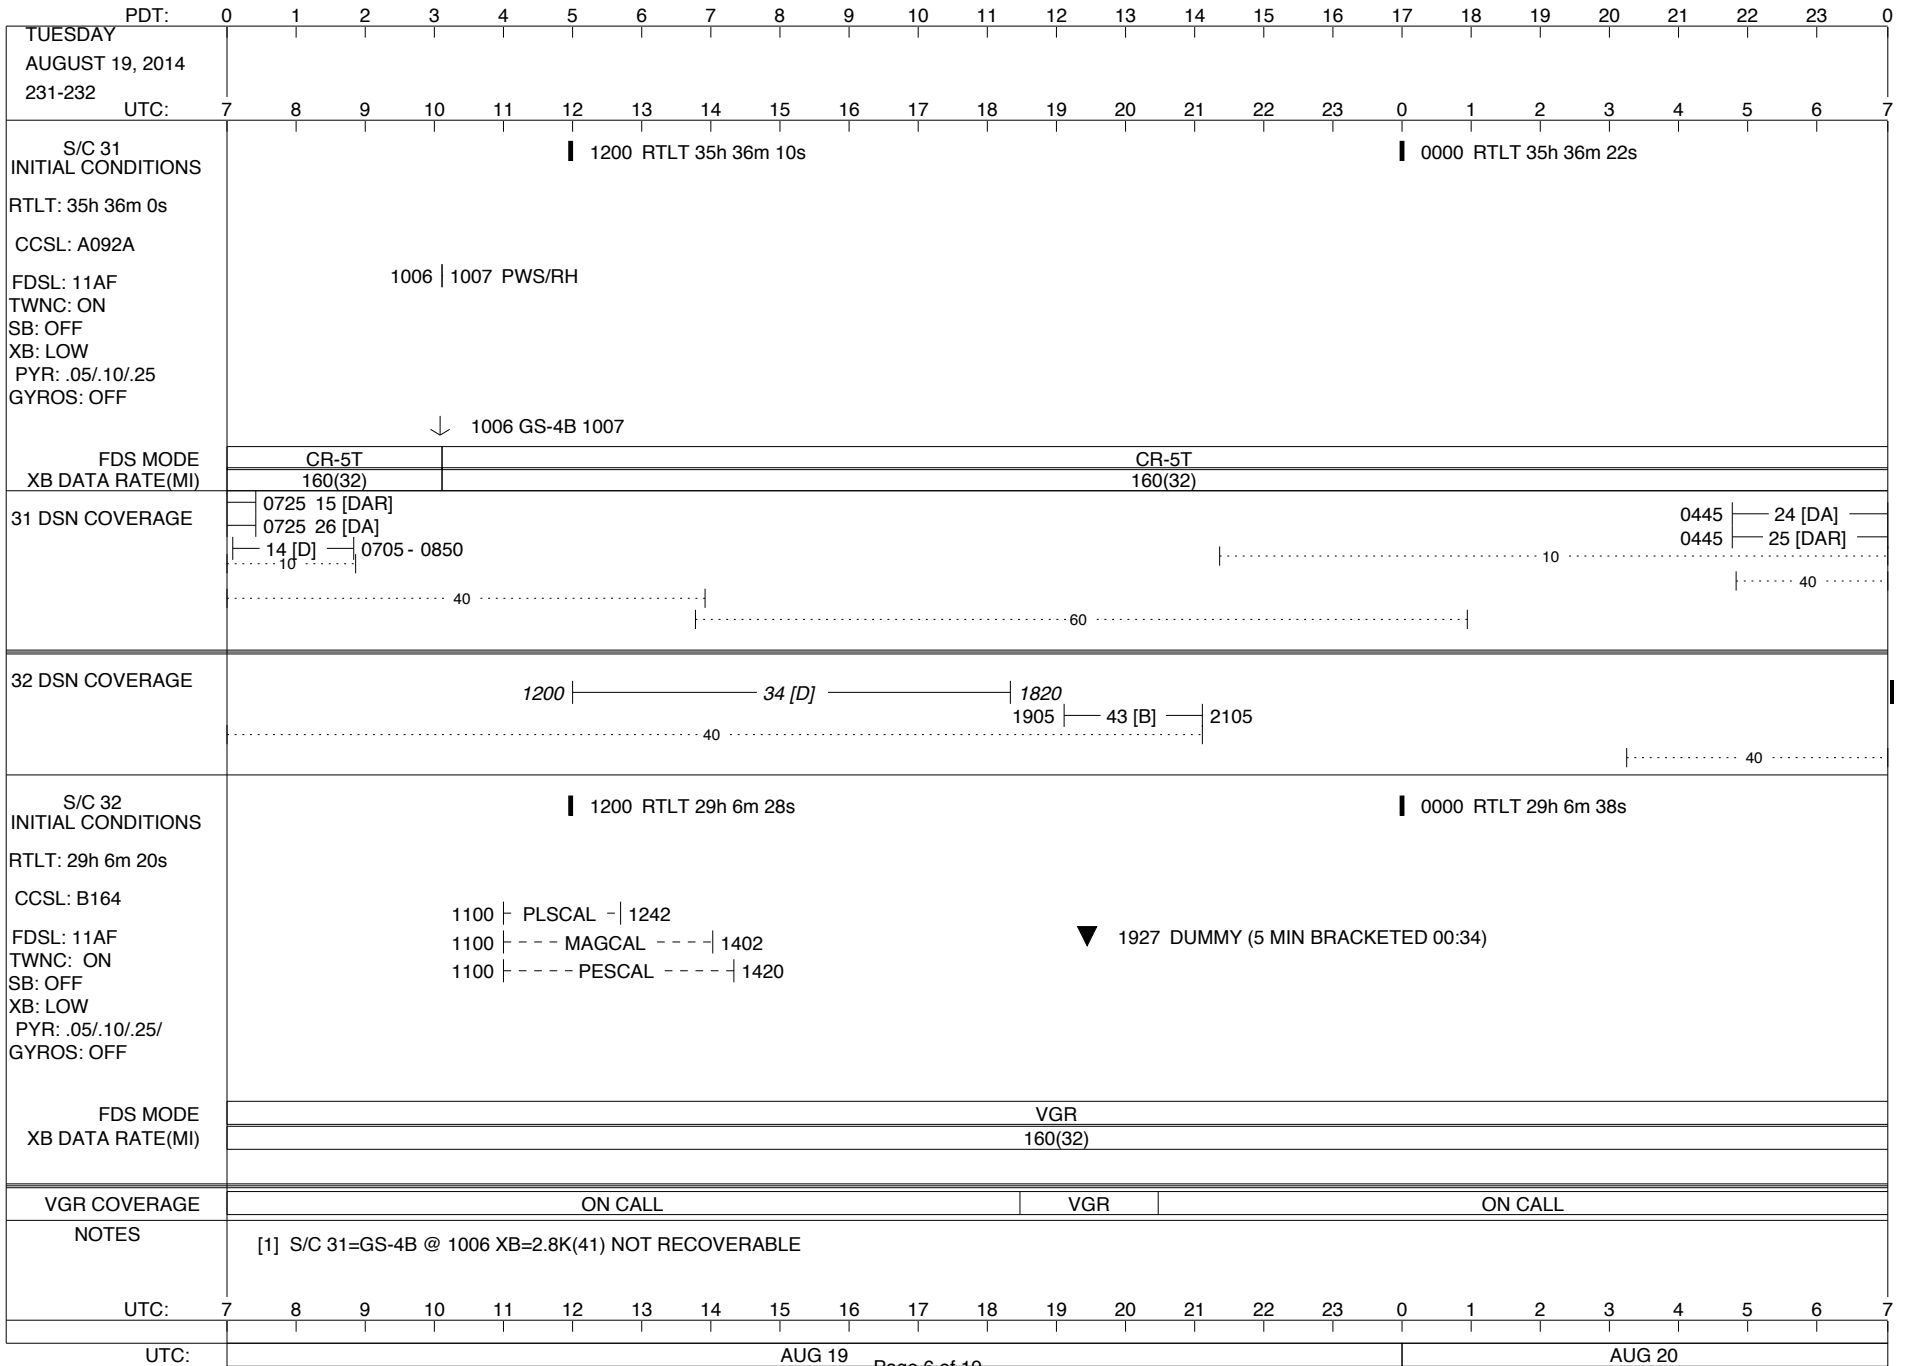 PDT: 0 1 2 3 4 5 6 7 8 9 10 11 12 13 14 15 16 17 18 19 20 21 22 23 0
TUESDAY
AUGUST 19, 2014
231-232
UTC: 7 8 9 10 11 12 13 14 15 16 17 18 19 20 21 22 23 0 1 2 3 4 5 6 7
S/C 31
INITIAL CONDITIONS
1200 RTLT 35h 36m 10s
0000 RTLT 35h 36m 22s
RTLT: 35h 36m 0s
CCSL: A092A
1006 1007 PWS/RH
FDSL: 11AF
TWNC: ON
SB: OFF
XB: LOW
PYR: .05/.10/.25
GYROS: OFF
1006 GS-4B 1007
FDS MODE CR-5T CR-5T
XB DATA RATE(MI) 160(32) 160(32)
31 DSN COVERAGE
0725 15 [DAR]
0725 26 [DA]
14 [D] 0705 - 0850
10
0445 24 [DA]
0445 25 [DAR]
10
40
40
60
32 DSN COVERAGE
1200 34 [D] 1820
1905 43 [B] 2105
40
40
S/C 32
INITIAL CONDITIONS
1200 RTLT 29h 6m 28s
0000 RTLT 29h 6m 38s
RTLT: 29h 6m 20s
CCSL: B164
1100 PLSCAL 1242
FDSL: 11AF
1100 MAGCAL 1402
1927 DUMMY (5 MIN BRACKETED 00:34)
TWNC: ON
1100 PESCAL 1420
SB: OFF
XB: LOW
PYR: .05/.10/.25/
GYROS: OFF
FDS MODE VGR
XB DATA RATE(MI) 160(32)
VGR COVERAGE ON CALL VGR ON CALL
NOTES
[1] S/C 31=GS-4B @ 1006 XB=2.8K(41) NOT RECOVERABLE
UTC: 7 8 9 10 11 12 13 14 15 16 17 18 19 20 21 22 23 0 1 2 3 4 5 6 7
UTC: AUG 19 AUG 20
Page 6 of 19